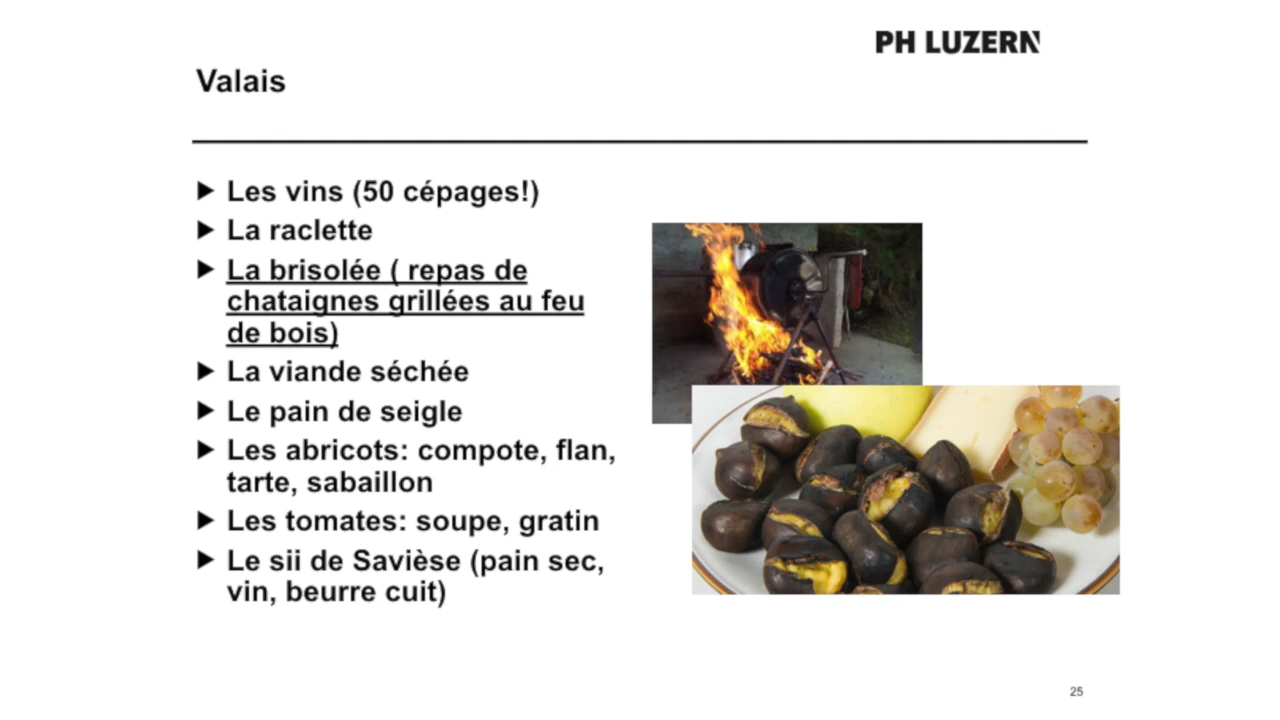 PH LUZERN
Valais
▶ Les vins (50 cépages!)
▶ La raclette
▶ La brisolée ( repas de
chataignes grillées au feu
de bois)
▶ La viande séchée
▶ Le pain de seigle
▶ Les abricots: compote, flan,
tarte, sabaillon
▶ Les tomates: soupe, gratin
▶ Le sii de Savièse (pain sec,
vin, beurre cuit)
25